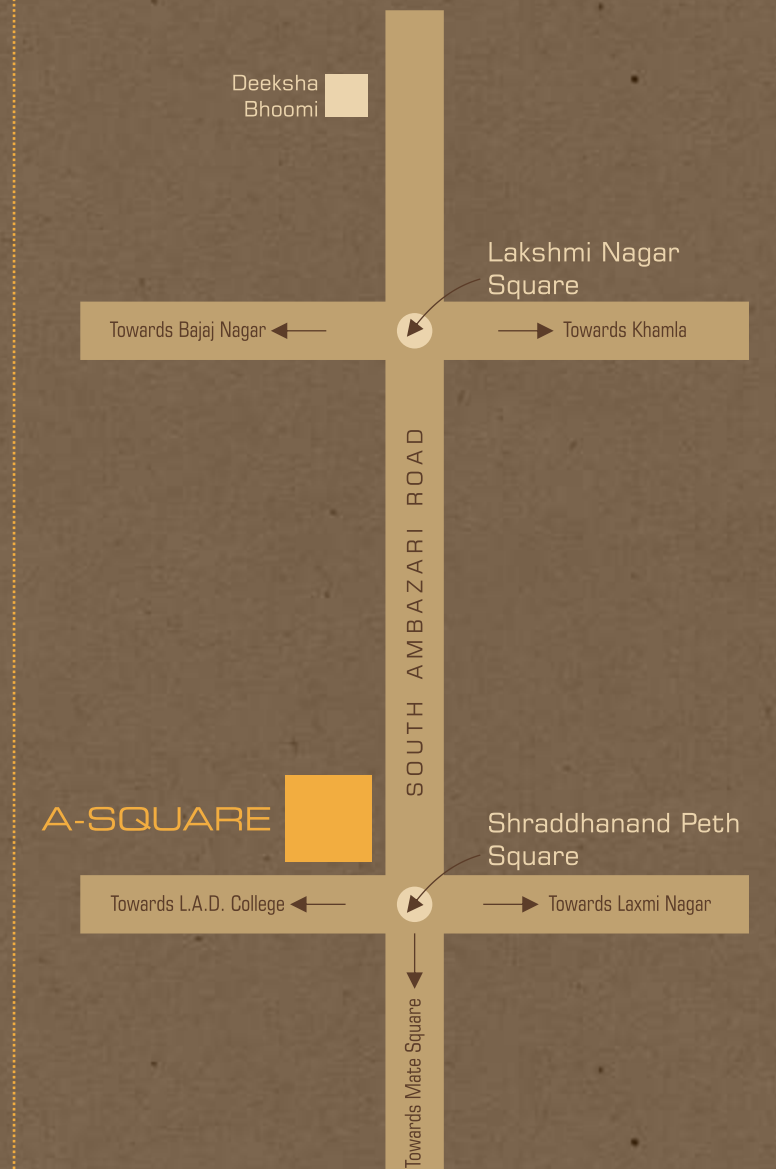 Deeksha
Bhoomi
Lakshmi Nagar
Square
Towards Bajaj Nagar
Towards Khamla
SOUTH AMBAZARI ROAD
A-SQUARE
Shraddhanand Peth
Square
Towards L.A.D. College
Towards Laxmi Nagar
Towards Mate Square